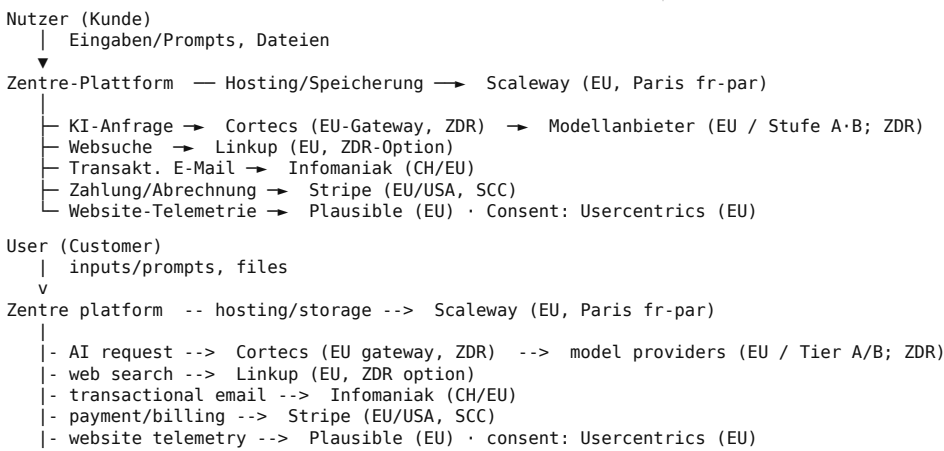 Nutzer (Kunde)
│ Eingaben/Prompts, Dateien
▼
Zentre-Plattform ── Hosting/Speicherung ──► Scaleway (EU, Paris fr-par)
│
├─ KI-Anfrage ─► Cortecs (EU-Gateway, ZDR) ─► Modellanbieter (EU / Stufe A·B; ZDR)
├─ Websuche ─► Linkup (EU, ZDR-Option)
├─ Transakt. E-Mail ─► Infomaniak (CH/EU)
├─ Zahlung/Abrechnung ─► Stripe (EU/USA, SCC)
└─ Website-Telemetrie ─► Plausible (EU) · Consent: Usercentrics (EU)
User (Customer)
| inputs/prompts, files
v
Zentre platform -- hosting/storage --> Scaleway (EU, Paris fr-par)
|
|- AI request --> Cortecs (EU gateway, ZDR) --> model providers (EU / Tier A/B; ZDR)
|- web search --> Linkup (EU, ZDR option)
|- transactional email --> Infomaniak (CH/EU)
|- payment/billing --> Stripe (EU/USA, SCC)
|- website telemetry --> Plausible (EU) · consent: Usercentrics (EU)